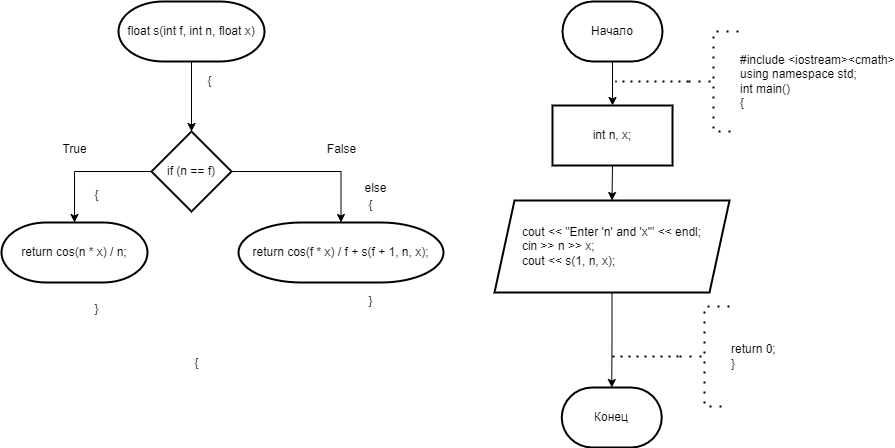 float s(int f, int n, float x)
{
if (n == f)
True
False
{
else
{
return cos(n * x) / n;
return cos(f * x) / f + s(f + 1, n, x);
}
}
{
Начало
#include <iostream><cmath>
using namespace std;
int main()
{
int n, x;
cout << "Enter 'n' and 'x'" << endl;
cin >> n >> x;
cout << s(1, n, x);
return 0;
}
Конец